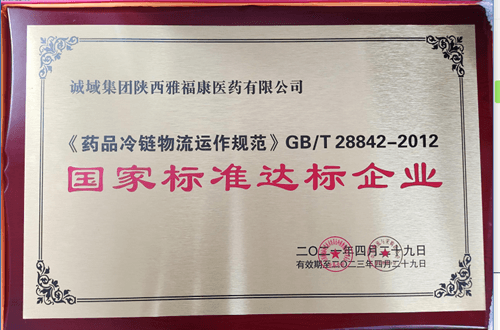 诚域集团陕西雅福康医药有限公司
《药品冷链物流运作规范》GB/T 28842-2012
国家标准达标企业
二〇二一年四月二十九日
有效期至二〇二三年四月二十九日